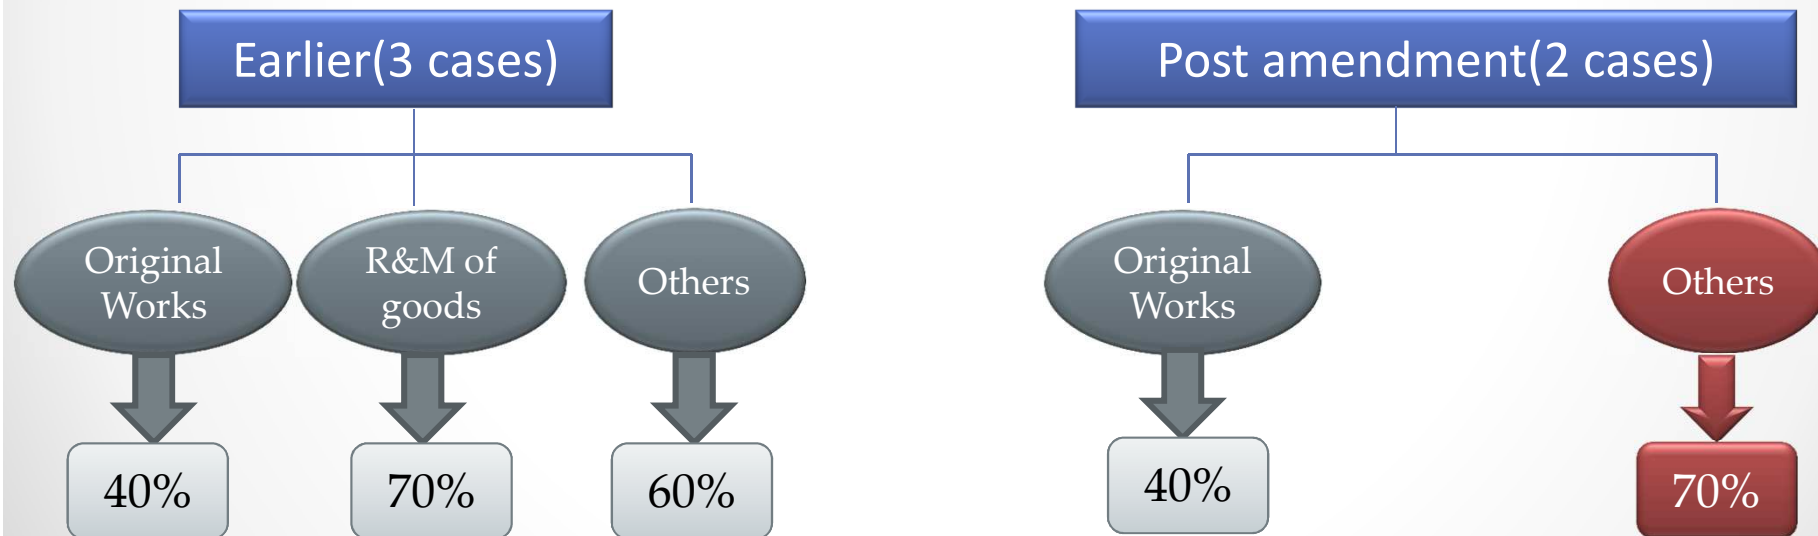 Earlier(3 cases)
Original
Works
R&M of
goods
Others
40%
70%
60%
Post amendment(2 cases)
Original
Works
Others
40%
70%